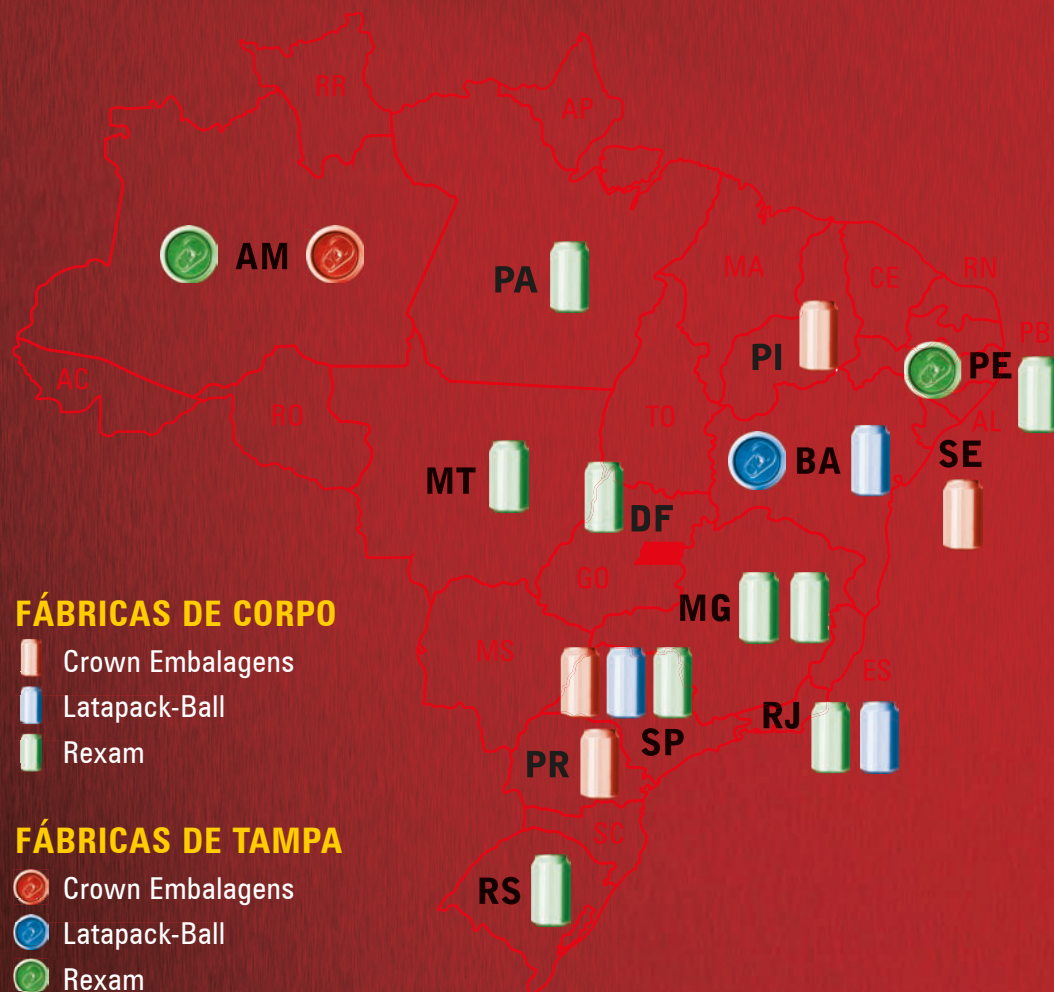 RR
AP
AM
PA
MA
CE
RN
PB
PI
PE
AC
RO
TO
AL
MT
BA
SE
DF
GO
MG
FÁBRICAS DE CORPO
Crown Embalagens
Latapack-Ball
Rexam
MS
ES
RJ
SP
PR
SC
RS
FÁBRICAS DE TAMPA
Crown Embalagens
Latapack-Ball
Rexam